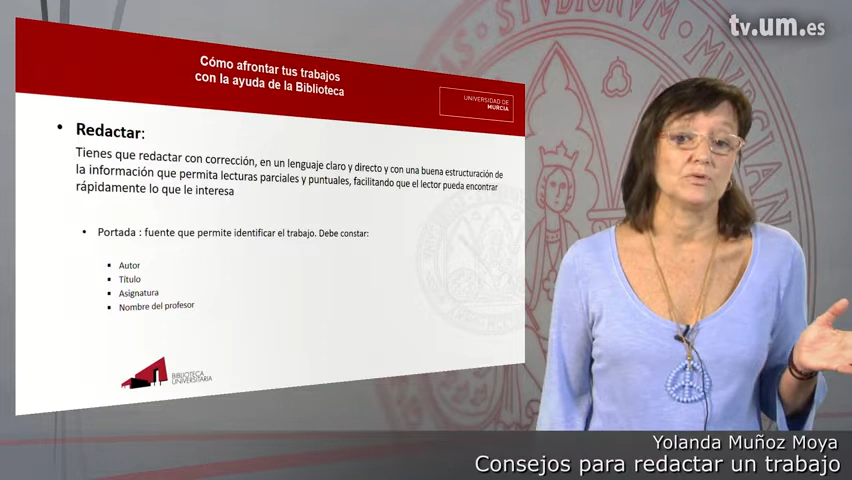 tv.um.es
Cómo afrontar tus trabajos
con la ayuda de la Biblioteca
UNIVERSIDAD DE
MURCIA
• Redactar:
Tienes que redactar con corrección, en un lenguaje claro y directo y con una buena estructuración de
la información que permita lecturas parciales y puntuales, facilitando que el lector pueda encontrar
rápidamente lo que le interesa
• Portada : fuente que permite identificar el trabajo. Debe constar:
▪ Autor
▪ Título
▪ Asignatura
▪ Nombre del profesor
BIBLIOTECA
UNIVERSITARIA
Yolanda Muñoz Moya
Consejos para redactar un trabajo